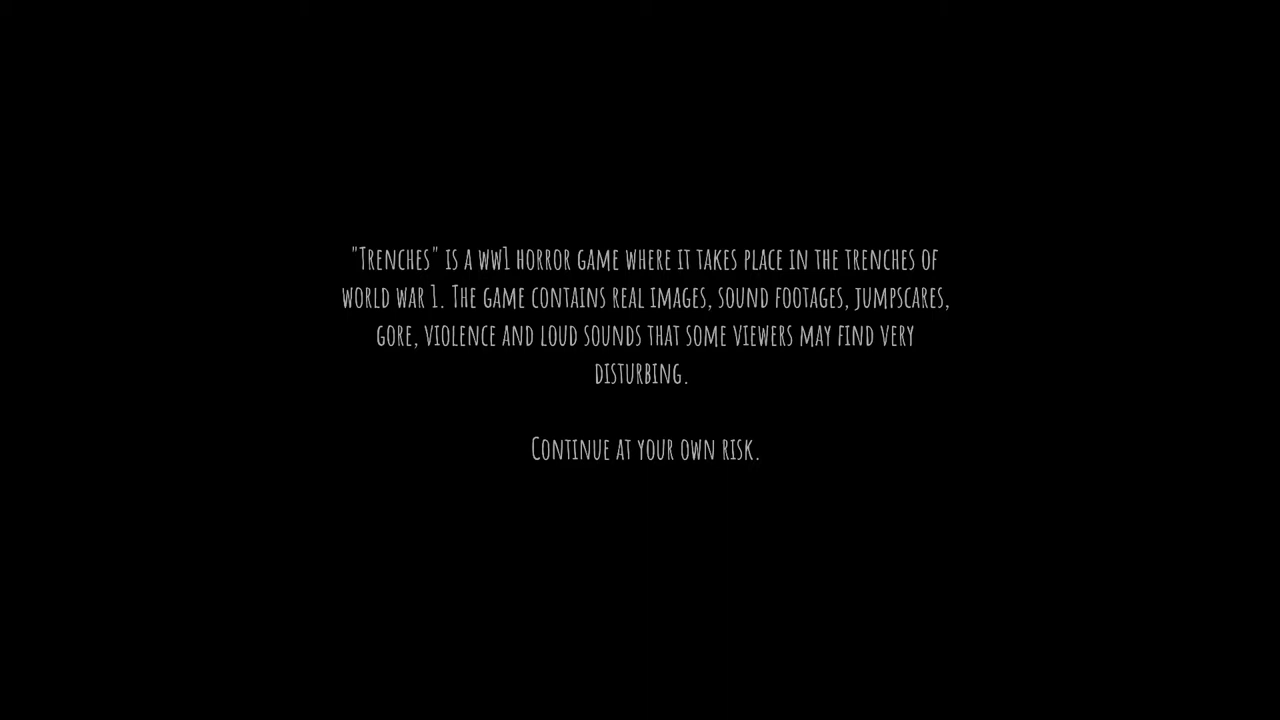 "Trenches" is a ww1 horror game where it takes place in the trenches of
world war 1. The game contains real images, sound footages, jumpscares,
gore, violence and loud sounds that some viewers may find very
disturbing.
Continue at your own risk.